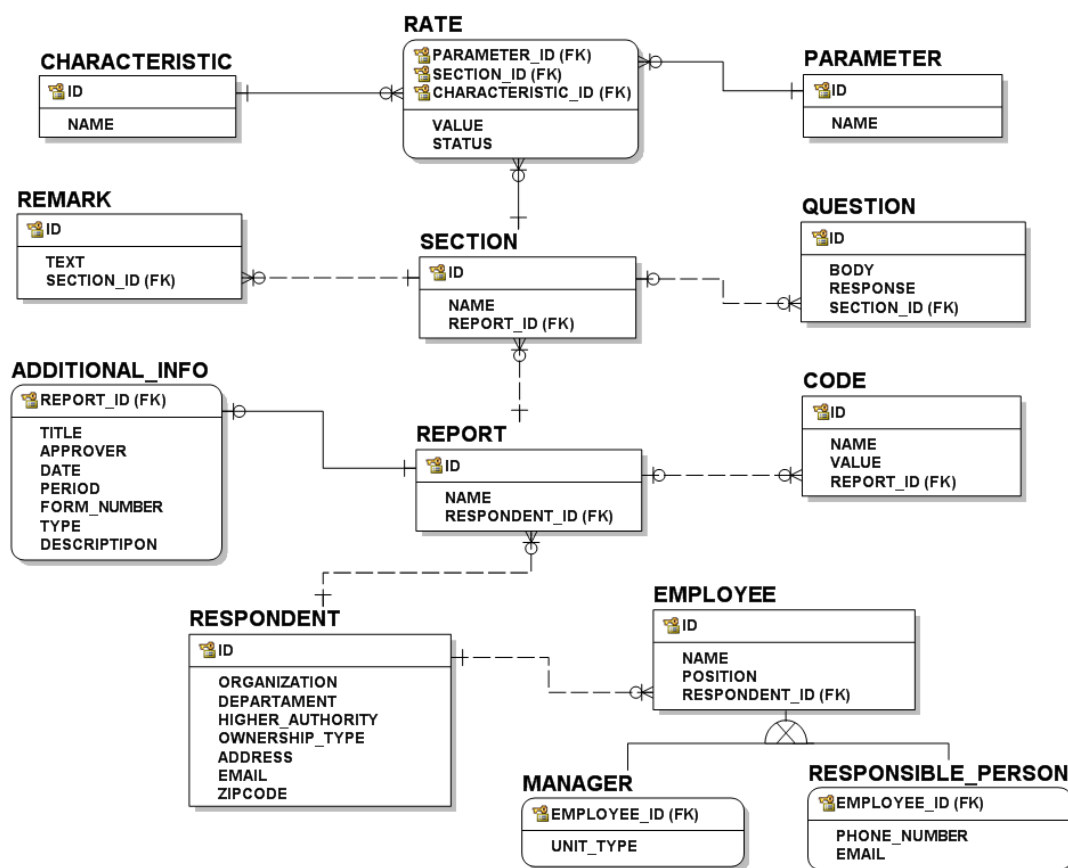 RATE
PARAMETER_ID (FK)
SECTION_ID (FK)
CHARACTERISTIC_ID (FK)
VALUE
STATUS
CHARACTERISTIC
ID
NAME
PARAMETER
ID
NAME
REMARK
ID
TEXT
SECTION_ID (FK)
SECTION
ID
NAME
REPORT_ID (FK)
QUESTION
ID
BODY
RESPONSE
SECTION_ID (FK)
ADDITIONAL_INFO
REPORT_ID (FK)
TITLE
APPROVER
DATE
PERIOD
FORM_NUMBER
TYPE
DESCRIPTIPON
REPORT
ID
NAME
RESPONDENT_ID (FK)
CODE
ID
NAME
VALUE
REPORT_ID (FK)
RESPONDENT
ID
ORGANIZATION
DEPARTAMENT
HIGHER_AUTHORITY
OWNERSHIP_TYPE
ADDRESS
EMAIL
ZIPCODE
EMPLOYEE
ID
NAME
POSITION
RESPONDENT_ID (FK)
MANAGER
EMPLOYEE_ID (FK)
UNIT_TYPE
RESPONSIBLE_PERSON
EMPLOYEE_ID (FK)
PHONE_NUMBER
EMAIL